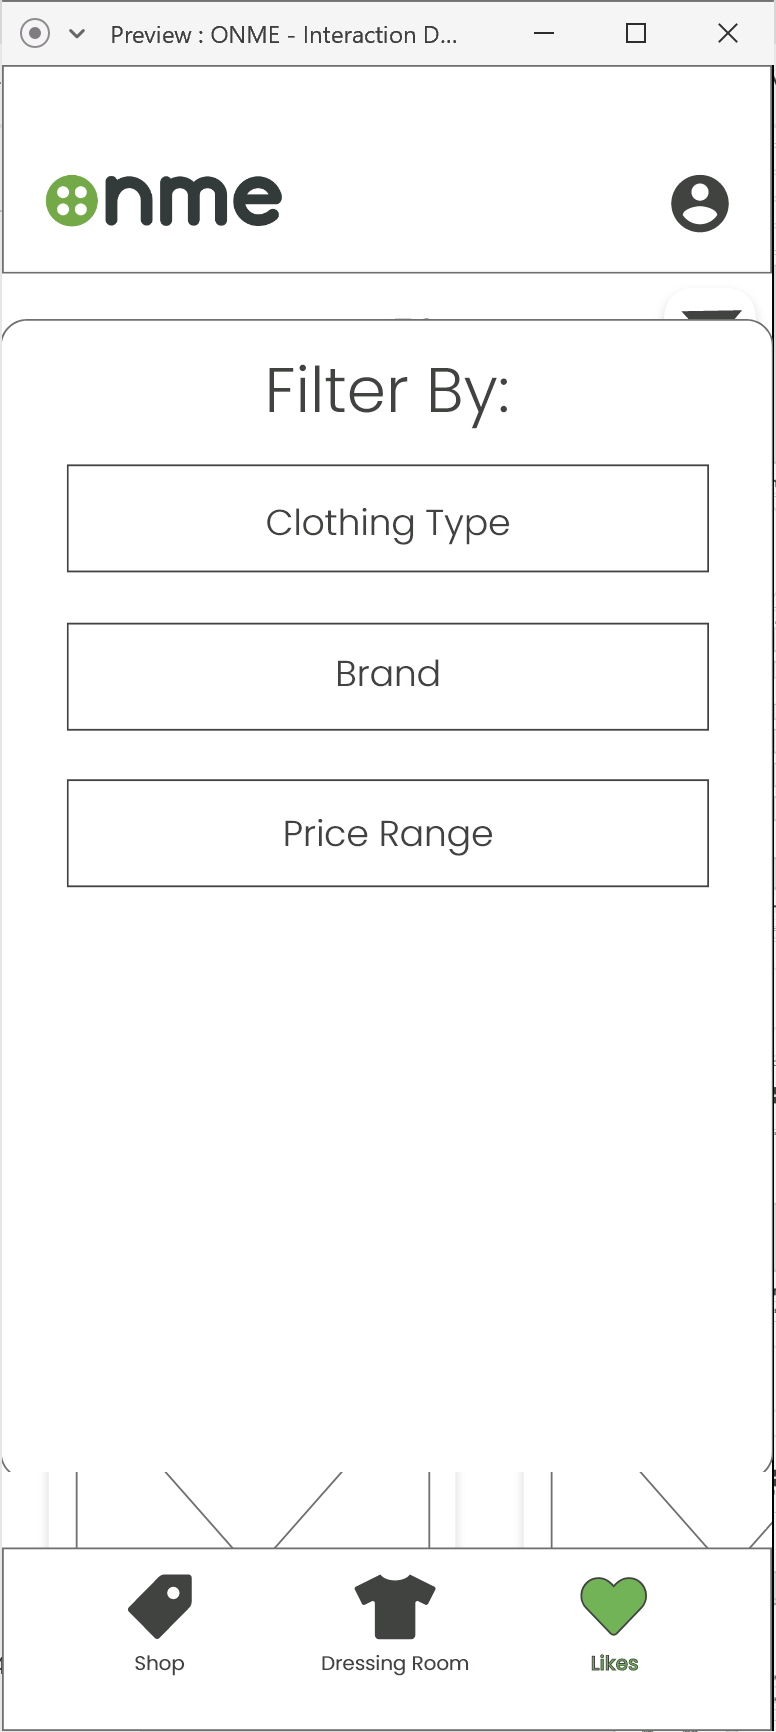 Preview : ONME - Interaction D...
onme
Filter By:
Clothing Type
Brand
Price Range
Shop
Dressing Room
Likes